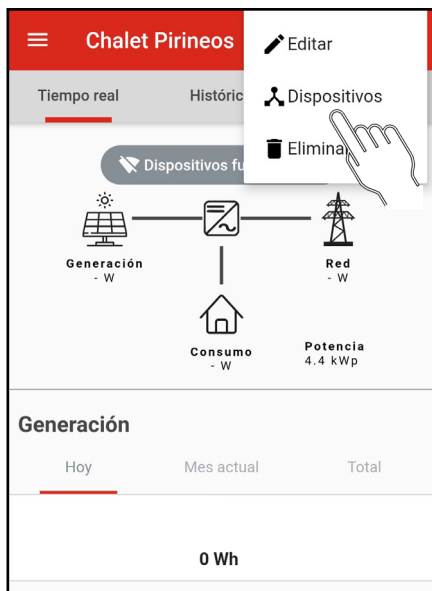 Chalet Pirineos
Editar
Dispositivos
Tiempo real
Históric
Dispositivos fu
Generación
- W
Red
- W
Consumo
- W
Potencia
4.4 kWp
Generación
Hoy
Mes actual
Total
0 Wh